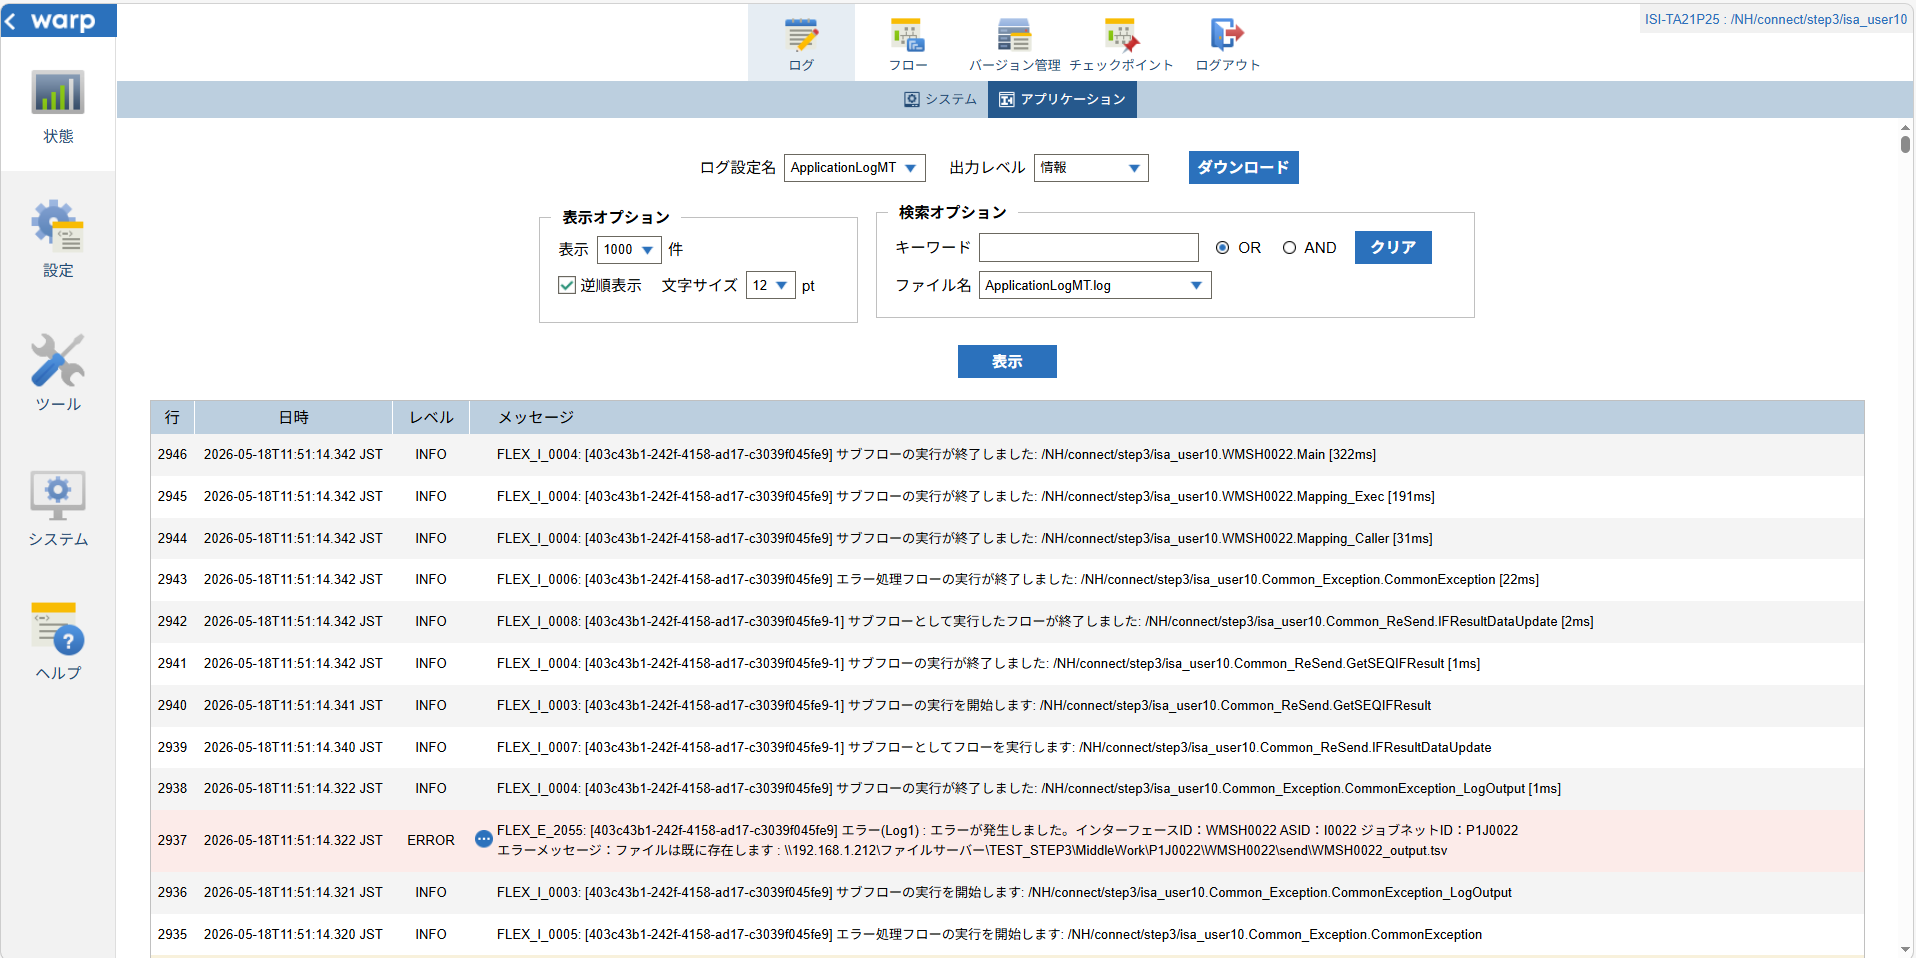 warp
ISI-TA21P25 : /NH/connect/step3/isa_user10
ログ
フロー
バージョン管理
チェックポイント
ログアウト
システム
アプリケーション
状態
設定
ツール
システム
ヘルプ
ログ設定名 ApplicationLogMT 出力レベル 情報 ダウンロード
表示オプション
表示 1000 件
逆順表示 文字サイズ 12 pt
検索オプション
キーワード OR AND クリア
ファイル名 ApplicationLogMT.log
表示
行 日時 レベル メッセージ
2946 2026-05-18T11:51:14.342 JST INFO FLEX_I_0004: [403c43b1-242f-4158-ad17-c3039f045fe9] サブフローの実行が終了しました: /NH/connect/step3/isa_user10.WMSH0022.Main [322ms]
2945 2026-05-18T11:51:14.342 JST INFO FLEX_I_0004: [403c43b1-242f-4158-ad17-c3039f045fe9] サブフローの実行が終了しました: /NH/connect/step3/isa_user10.WMSH0022.Mapping_Exec [191ms]
2944 2026-05-18T11:51:14.342 JST INFO FLEX_I_0004: [403c43b1-242f-4158-ad17-c3039f045fe9] サブフローの実行が終了しました: /NH/connect/step3/isa_user10.WMSH0022.Mapping_Caller [31ms]
2943 2026-05-18T11:51:14.342 JST INFO FLEX_I_0006: [403c43b1-242f-4158-ad17-c3039f045fe9] エラー処理フローの実行が終了しました: /NH/connect/step3/isa_user10.Common_Exception.CommonException [22ms]
2942 2026-05-18T11:51:14.342 JST INFO FLEX_I_0008: [403c43b1-242f-4158-ad17-c3039f045fe9-1] サブフローとして実行したフローが終了しました: /NH/connect/step3/isa_user10.Common_ReSend.IFResultDataUpdate [2ms]
2941 2026-05-18T11:51:14.342 JST INFO FLEX_I_0004: [403c43b1-242f-4158-ad17-c3039f045fe9-1] サブフローの実行が終了しました: /NH/connect/step3/isa_user10.Common_ReSend.GetSEQIFResult [1ms]
2940 2026-05-18T11:51:14.341 JST INFO FLEX_I_0003: [403c43b1-242f-4158-ad17-c3039f045fe9-1] サブフローの実行を開始します: /NH/connect/step3/isa_user10.Common_ReSend.GetSEQIFResult
2939 2026-05-18T11:51:14.340 JST INFO FLEX_I_0007: [403c43b1-242f-4158-ad17-c3039f045fe9-1] サブフローとしてフローを実行します: /NH/connect/step3/isa_user10.Common_ReSend.IFResultDataUpdate
2938 2026-05-18T11:51:14.322 JST INFO FLEX_I_0004: [403c43b1-242f-4158-ad17-c3039f045fe9] サブフローの実行が終了しました: /NH/connect/step3/isa_user10.Common_Exception.CommonException_LogOutput [1ms]
2937 2026-05-18T11:51:14.322 JST ERROR FLEX_E_2055: [403c43b1-242f-4158-ad17-c3039f045fe9] エラー(Log1) : エラーが発生しました。インターフェースID：WMSH0022 ASID：I0022 ジョブネットID：P1J0022
エラーメッセージ：ファイルは既に存在します : \\192.168.1.212\ファイルサーバー\TEST_STEP3\MiddleWork\P1J0022\WMSH0022\send\WMSH0022_output.tsv
2936 2026-05-18T11:51:14.321 JST INFO FLEX_I_0003: [403c43b1-242f-4158-ad17-c3039f045fe9] サブフローの実行を開始します: /NH/connect/step3/isa_user10.Common_Exception.CommonException_LogOutput
2935 2026-05-18T11:51:14.320 JST INFO FLEX_I_0005: [403c43b1-242f-4158-ad17-c3039f045fe9] エラー処理フローの実行を開始します: /NH/connect/step3/isa_user10.Common_Exception.CommonException